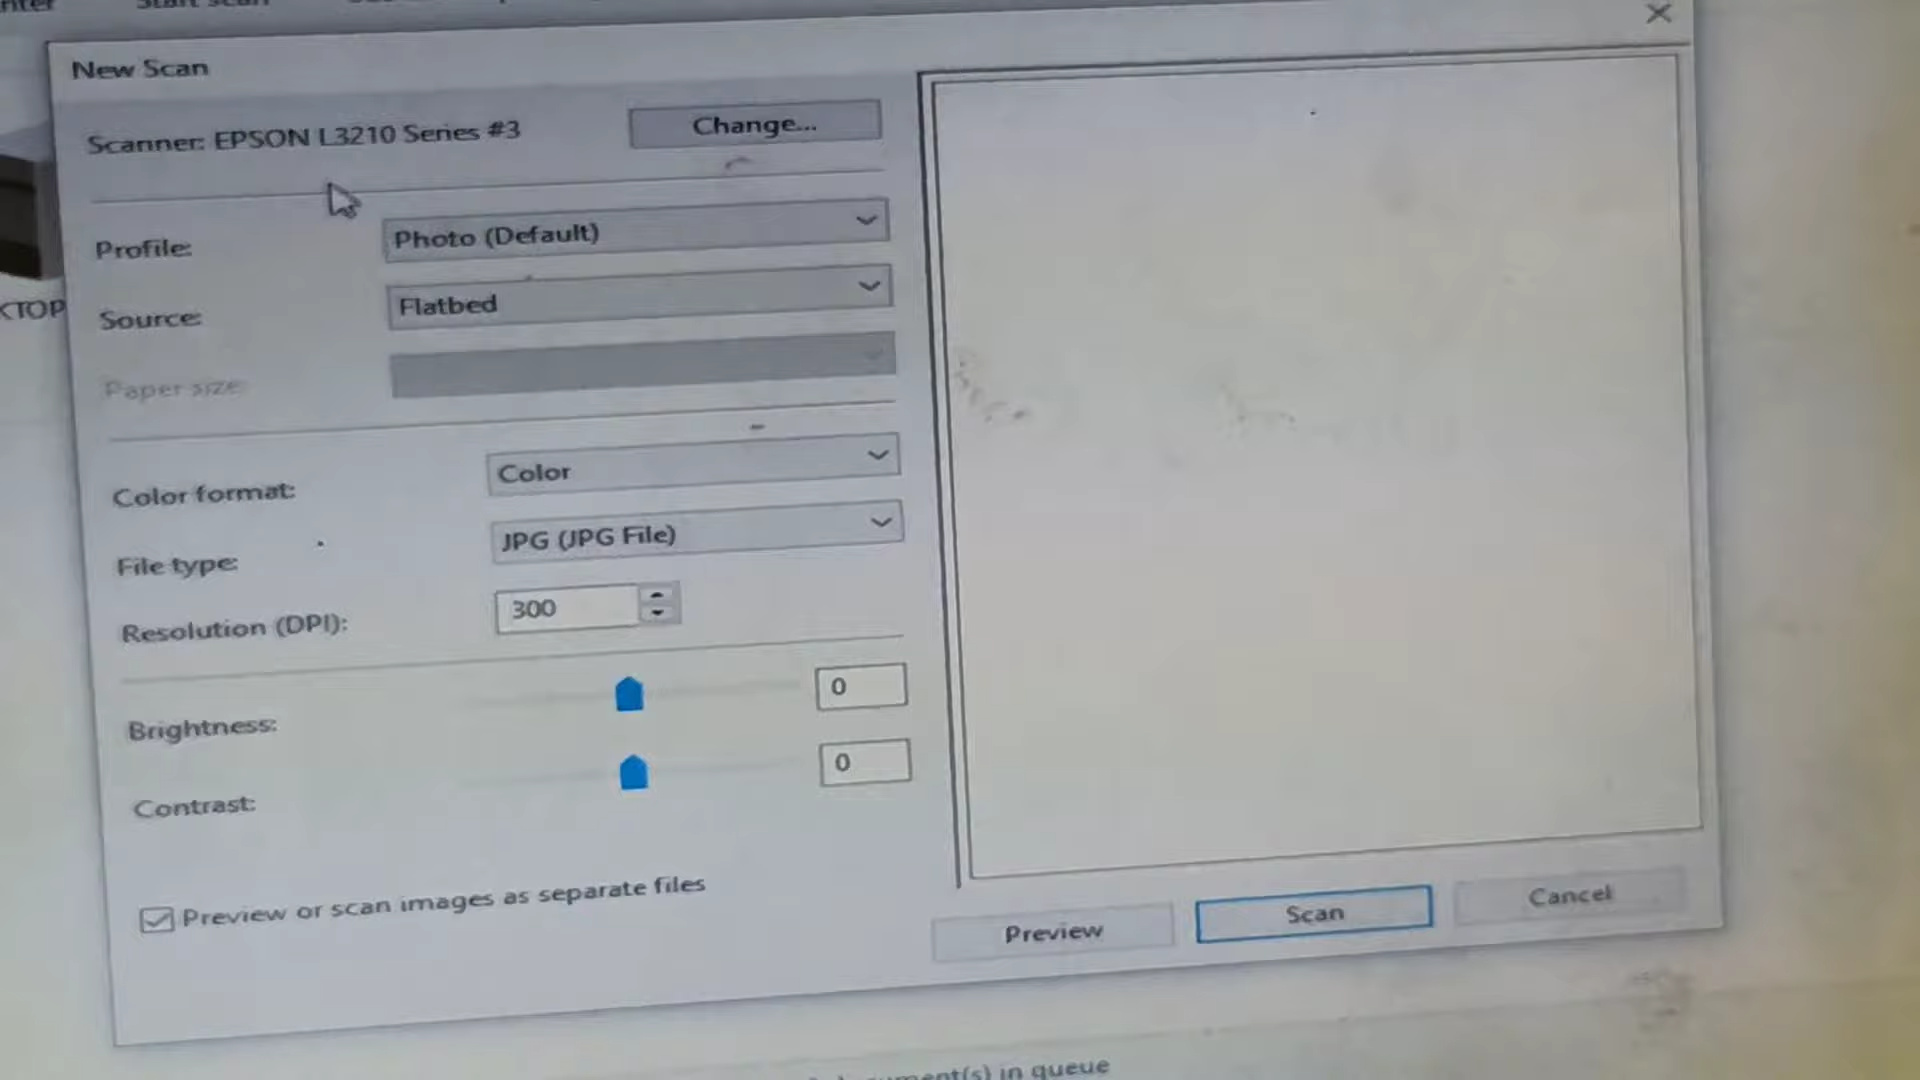 New Scan
Scanner: EPSON L3210 Series #3
Change...
Profile:
Photo (Default)
Source:
Flatbed
Paper size:
Color format:
Color
File type:
JPG (JPG File)
Resolution (DPI):
300
Brightness:
0
Contrast:
0
Preview or scan images as separate files
Preview
Scan
Cancel
in queue